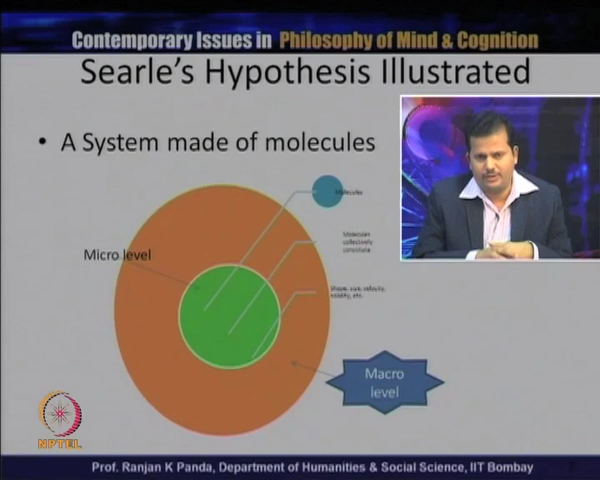 Contemporary Issues in Philosophy of Mind & Cognition
Searle's Hypothesis Illustrated
• A System made of molecules
Molecules
Micro level
Molecules
collectively
constitute
Shape, size, velocity,
solidity, etc.
Macro
level
NPTEL
Prof. Ranjan K Panda, Department of Humanities & Social Science, IIT Bombay